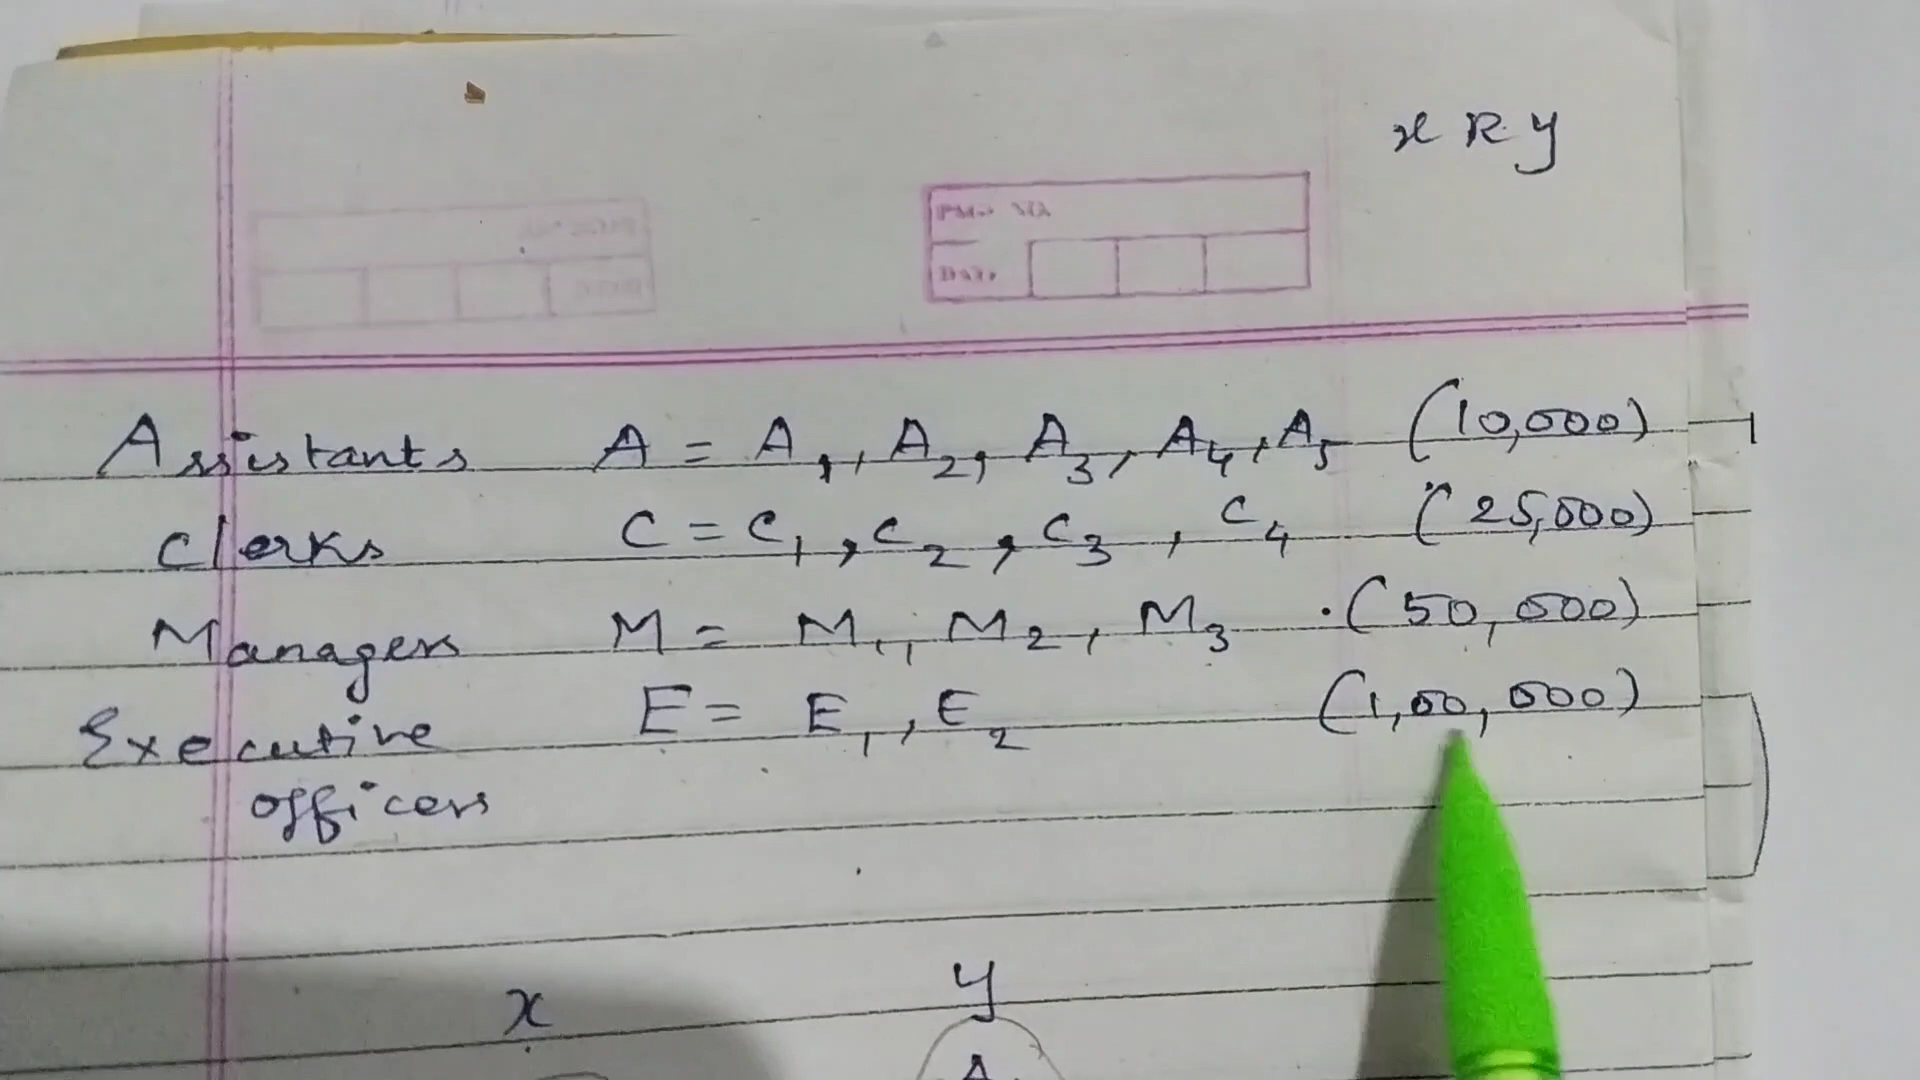 x R y
DATE
Assistants A = A1, A2, A3, A4, A5 (10,000)
Clerks C = C1, C2, C3, C4 (25,000)
Managers M = M1, M2, M3 (50,000)
Executive E = E1, E2 (1,00,000)
officers
x y
A